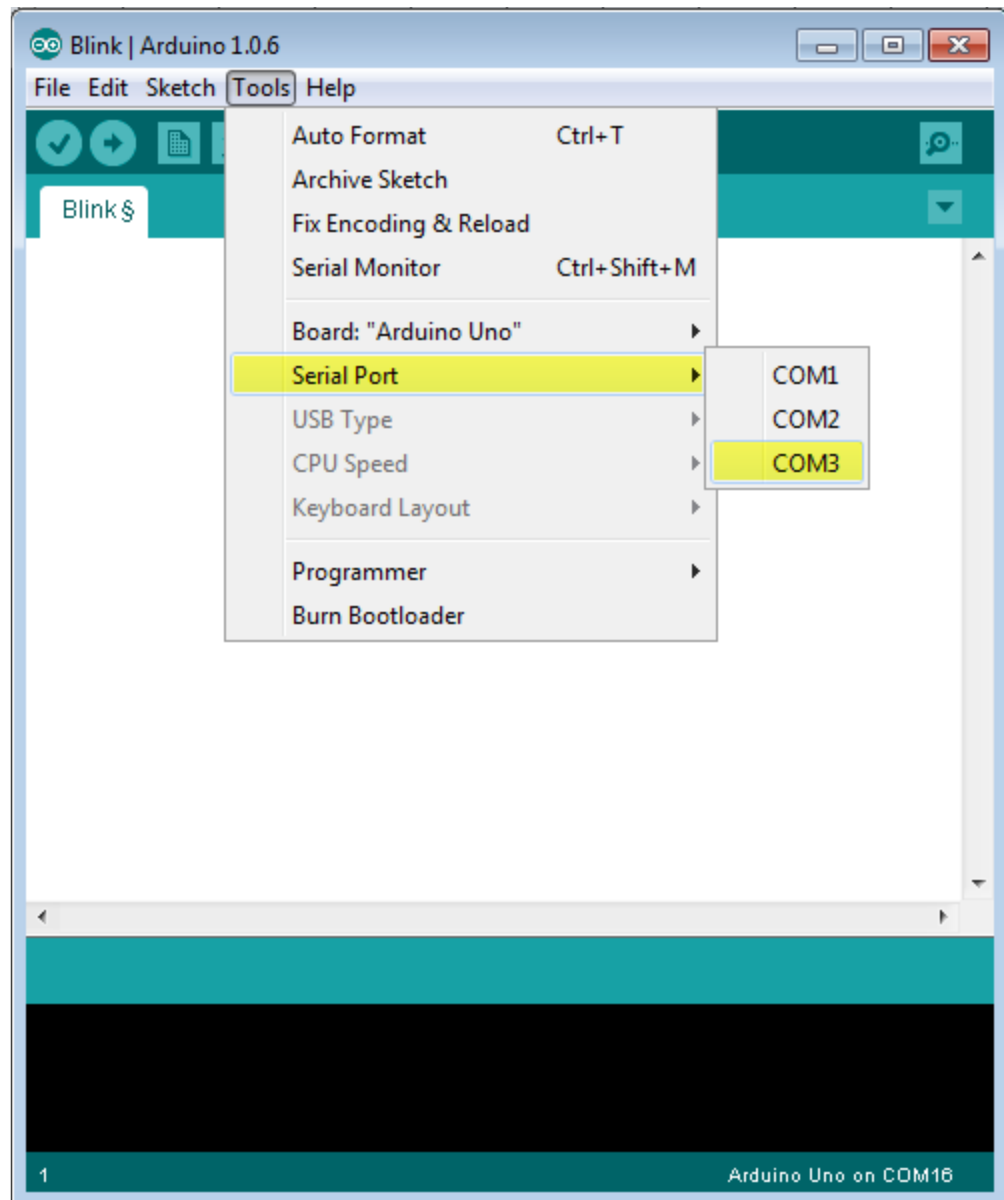 Blink | Arduino 1.0.6
File Edit Sketch Tools Help
Blink §
Auto Format Ctrl+T
Archive Sketch
Fix Encoding & Reload
Serial Monitor Ctrl+Shift+M
Board: "Arduino Uno"
Serial Port
USB Type
CPU Speed
Keyboard Layout
Programmer
Burn Bootloader
COM1
COM2
COM3
1 Arduino Uno on COM16